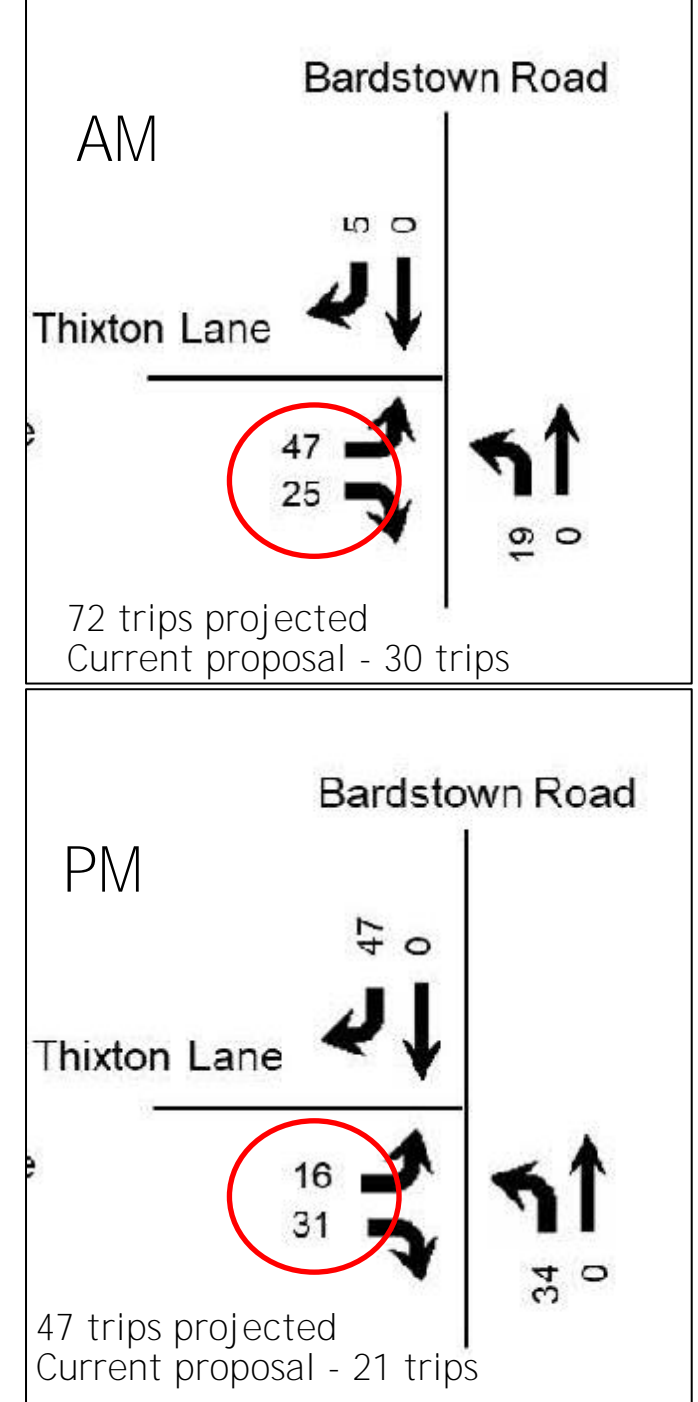 Bardstown Road
AM
5 0
Thixton Lane
e
47
25
19 0
72 trips projected
Current proposal - 30 trips
Bardstown Road
PM
47 0
Thixton Lane
e
16
31
34 0
47 trips projected
Current proposal - 21 trips